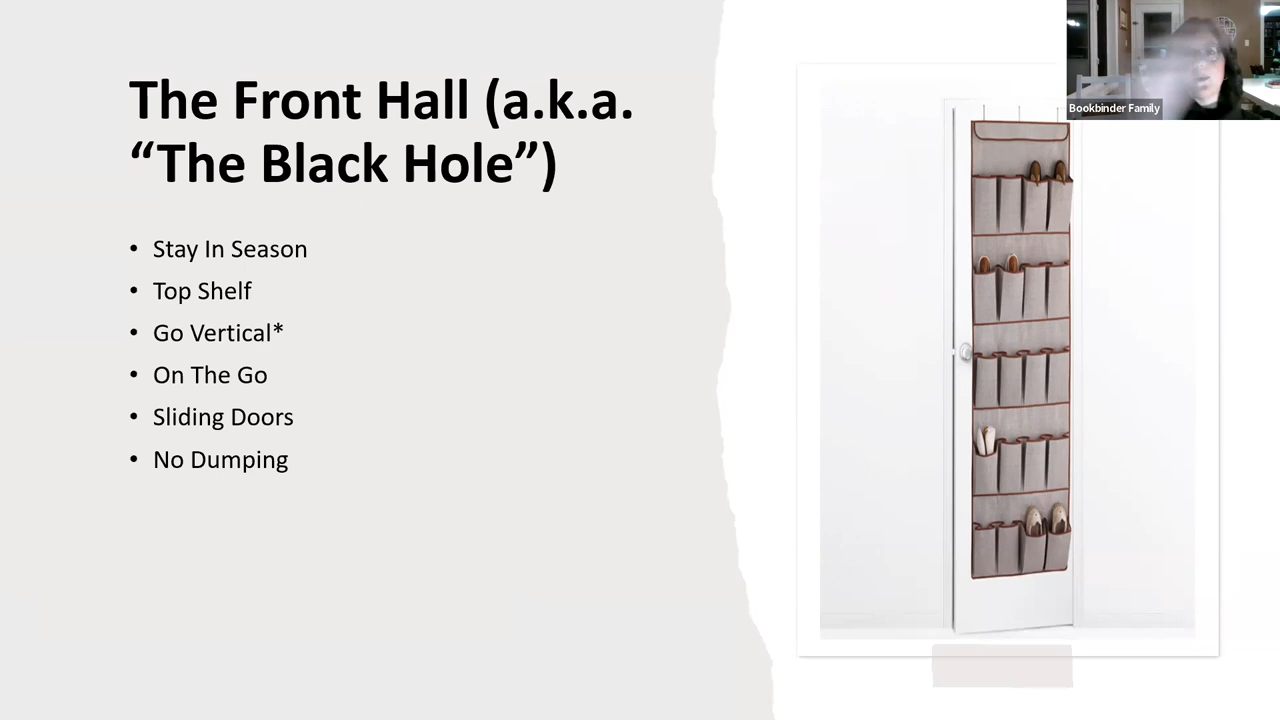 The Front Hall (a.k.a.
“The Black Hole”)
• Stay In Season
• Top Shelf
• Go Vertical*
• On The Go
• Sliding Doors
• No Dumping
Bookbinder Family